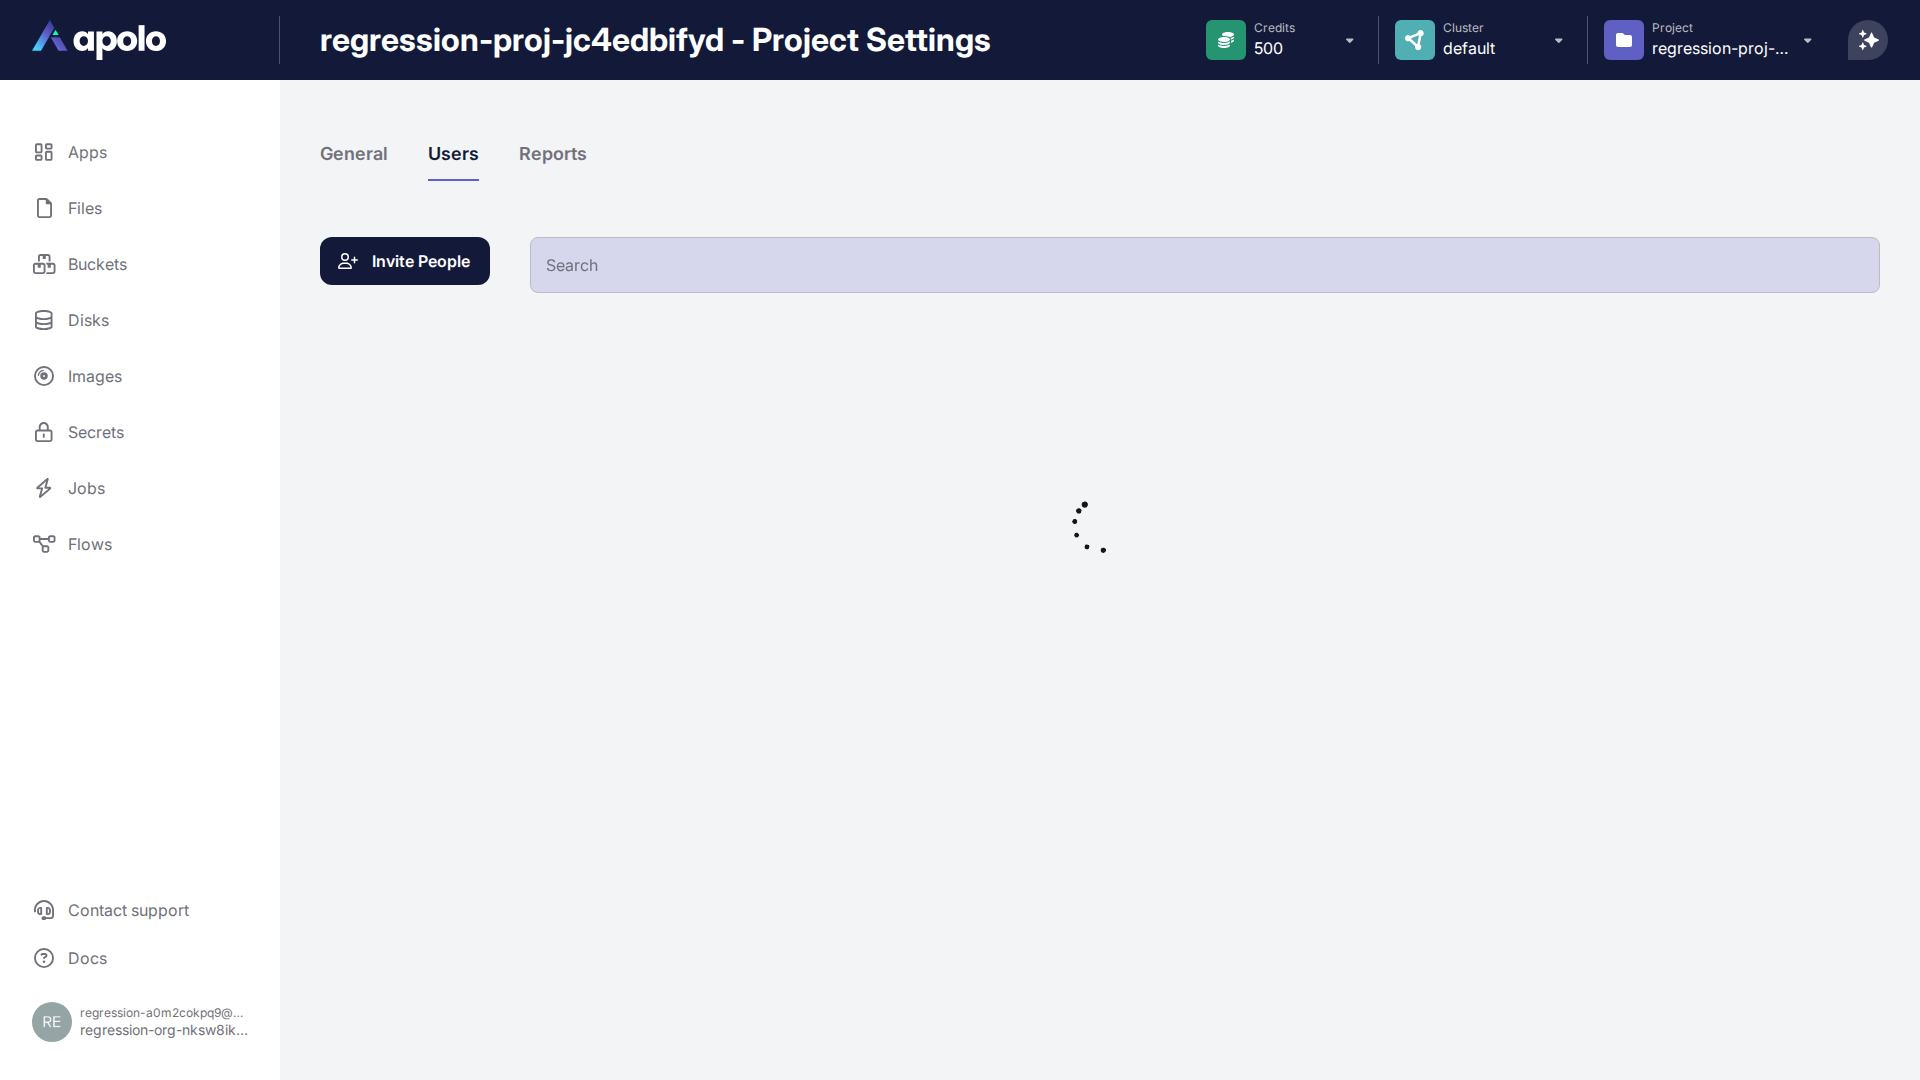 apolo
regression-proj-jc4edbifyd - Project Settings
Credits
500
Cluster
default
Project
regression-proj-...
Apps
Files
Buckets
Disks
Images
Secrets
Jobs
Flows
General
Users
Reports
Invite People
Search
Contact support
Docs
RE
regression-a0m2cokpq9@...
regression-org-nksw8ik...